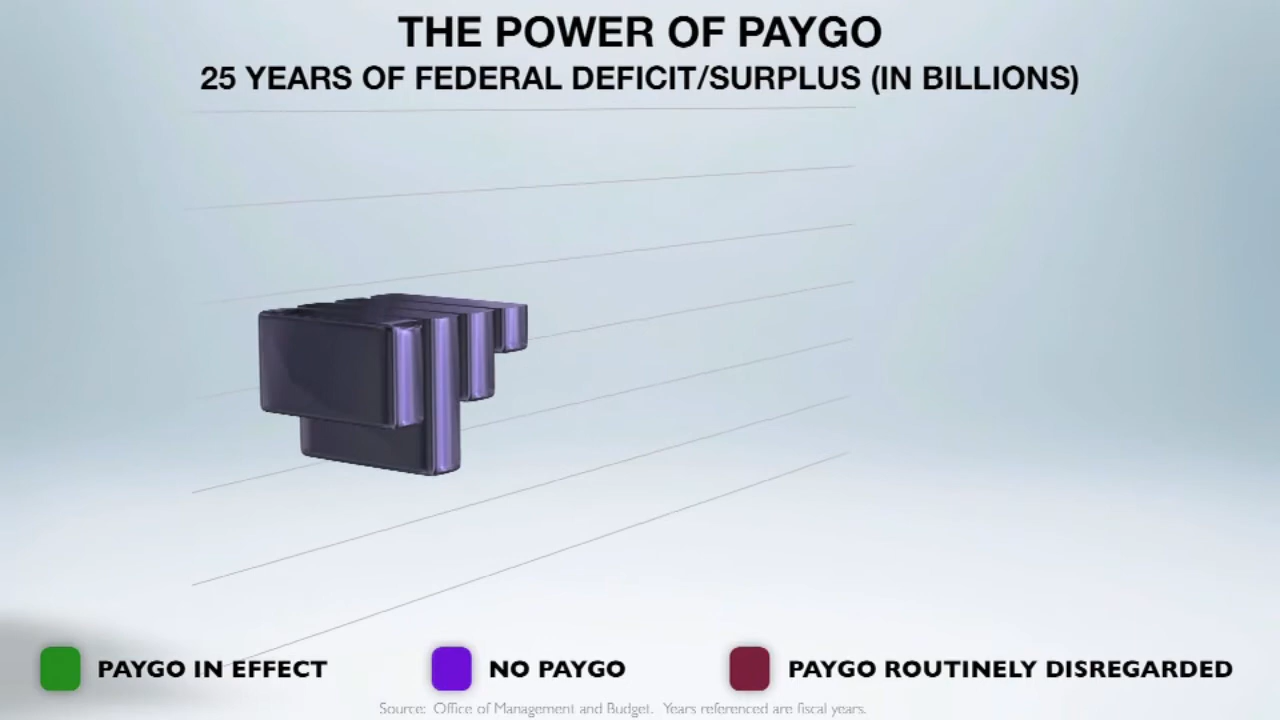 THE POWER OF PAYGO
25 YEARS OF FEDERAL DEFICIT/SURPLUS (IN BILLIONS)
PAYGO IN EFFECT
NO PAYGO
PAYGO ROUTINELY DISREGARDED
Source: Office of Management and Budget. Years referenced are fiscal years.